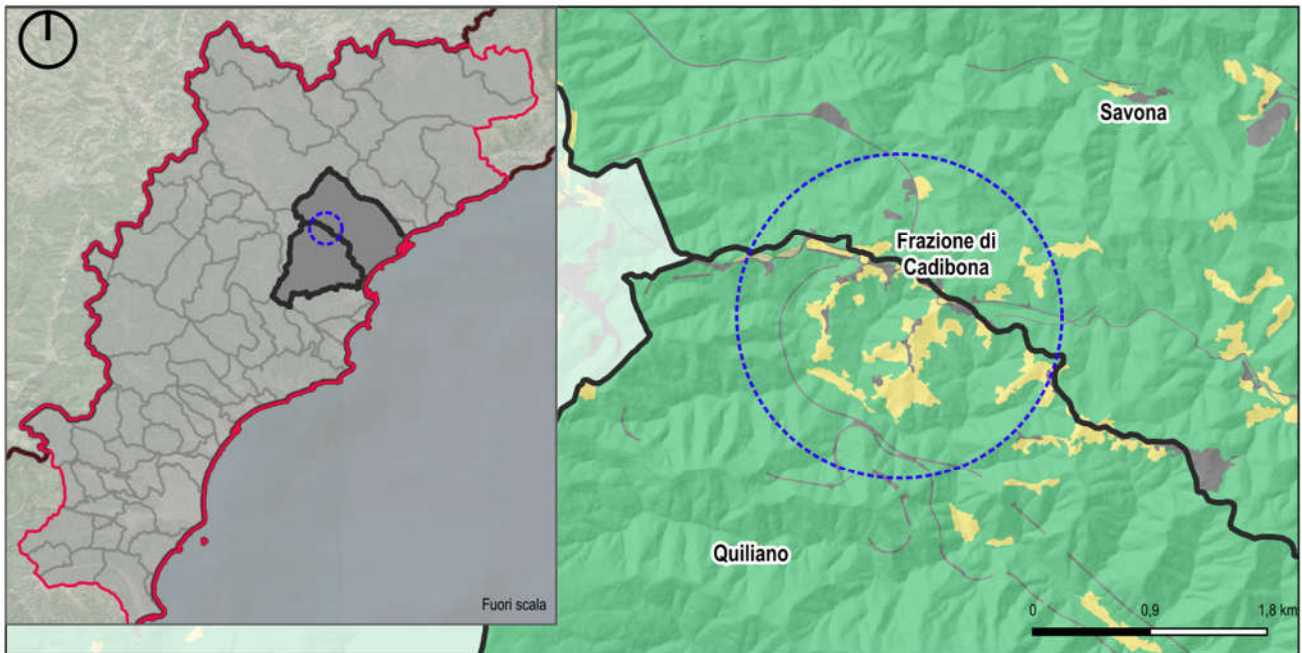 Savona
Frazione di
Cadibona
Quiliano
Fuori scala
0 0,9 1,8 km